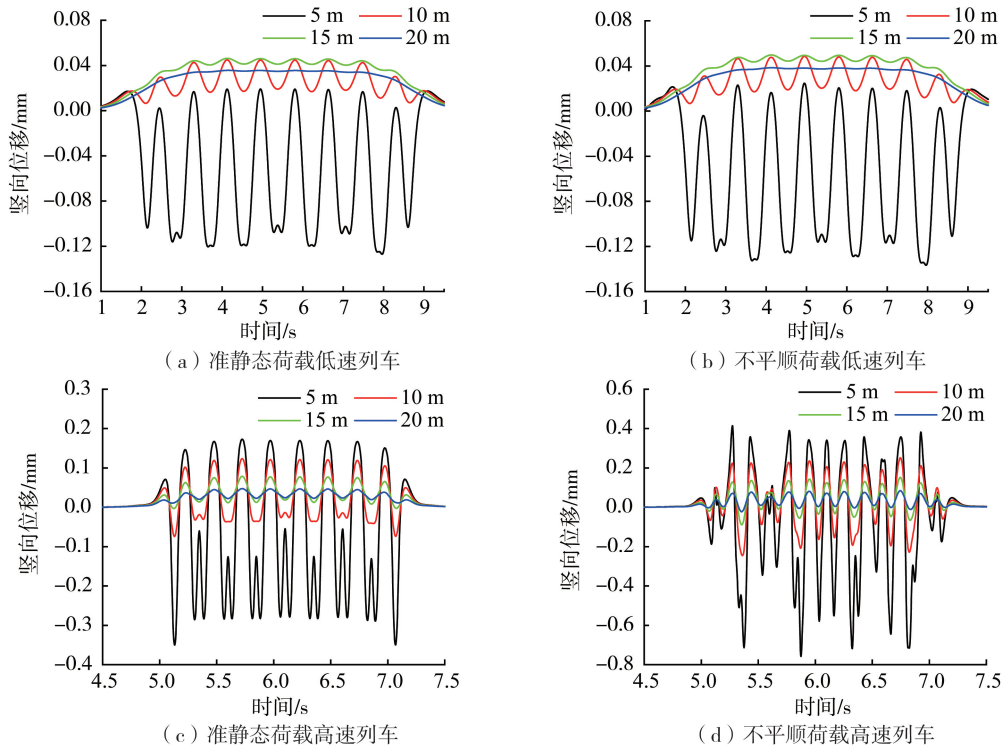 5 m 10 m
15 m 20 m
0.08
0.04
0.00
−0.04
−0.08
−0.12
−0.16
竖向位移/mm
1 2 3 4 5 6 7 8 9
时间/s
（a）准静态荷载低速列车
5 m 10 m
15 m 20 m
0.08
0.04
0.00
−0.04
−0.08
−0.12
−0.16
竖向位移/mm
1 2 3 4 5 6 7 8 9
时间/s
（b）不平顺荷载低速列车
5 m 10 m
15 m 20 m
0.3
0.2
0.1
0.0
−0.1
−0.2
−0.3
−0.4
竖向位移/mm
4.5 5.0 5.5 6.0 6.5 7.0 7.5
时间/s
（c）准静态荷载高速列车
5 m 10 m
15 m 20 m
0.6
0.4
0.2
0.0
−0.2
−0.4
−0.6
−0.8
竖向位移/mm
4.5 5.0 5.5 6.0 6.5 7.0 7.5
时间/s
（d）不平顺荷载高速列车